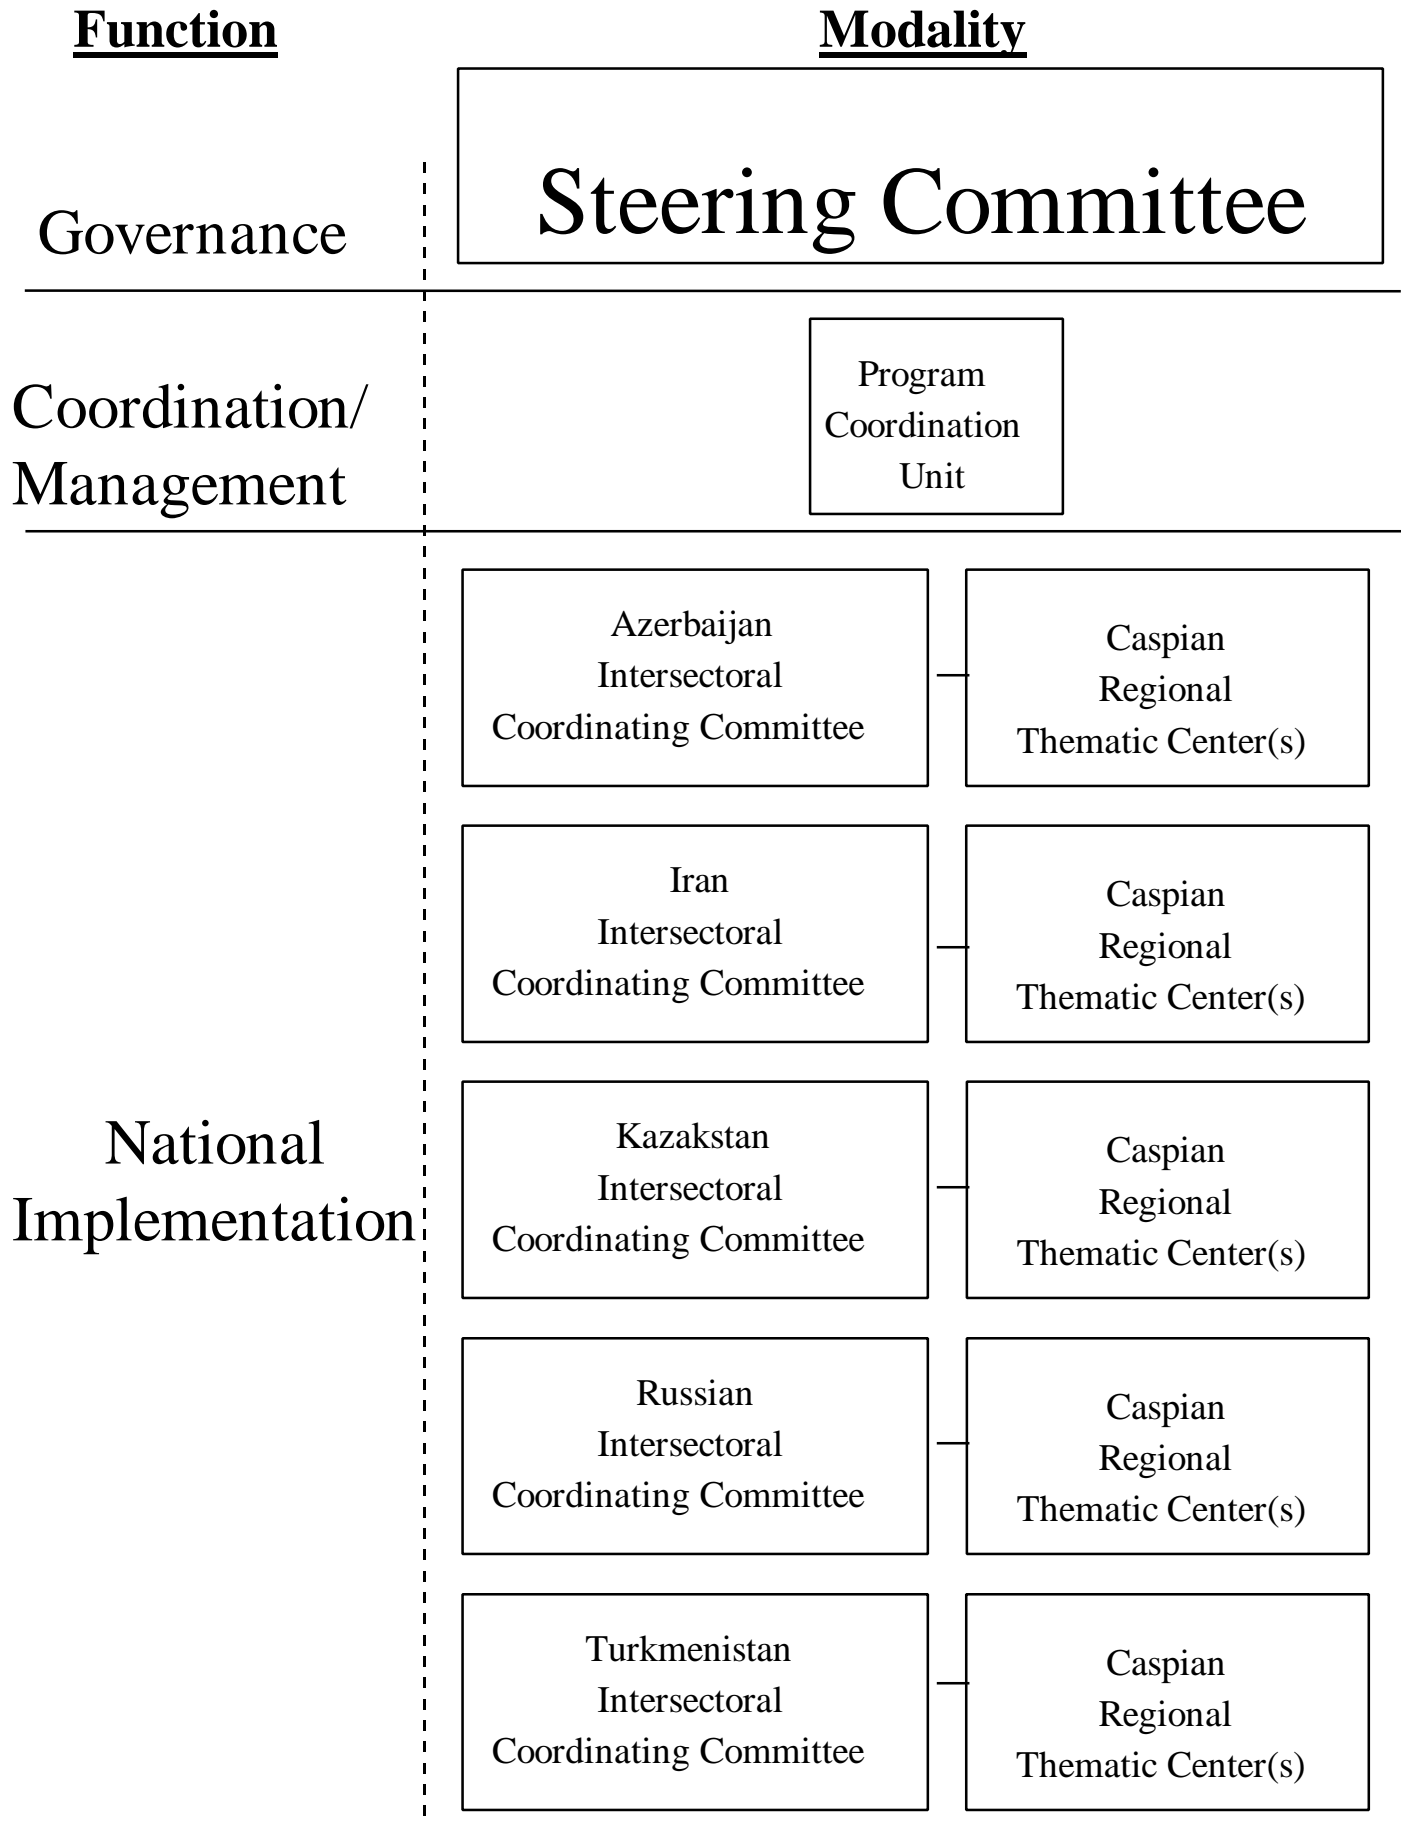 Function
Modality
Governance
Steering Committee
Coordination/
Management
Program
Coordination
Unit
National
Implementation
Azerbaijan
Intersectoral
Coordinating Committee
Caspian
Regional
Thematic Center(s)
Iran
Intersectoral
Coordinating Committee
Caspian
Regional
Thematic Center(s)
Kazakstan
Intersectoral
Coordinating Committee
Caspian
Regional
Thematic Center(s)
Russian
Intersectoral
Coordinating Committee
Caspian
Regional
Thematic Center(s)
Turkmenistan
Intersectoral
Coordinating Committee
Caspian
Regional
Thematic Center(s)